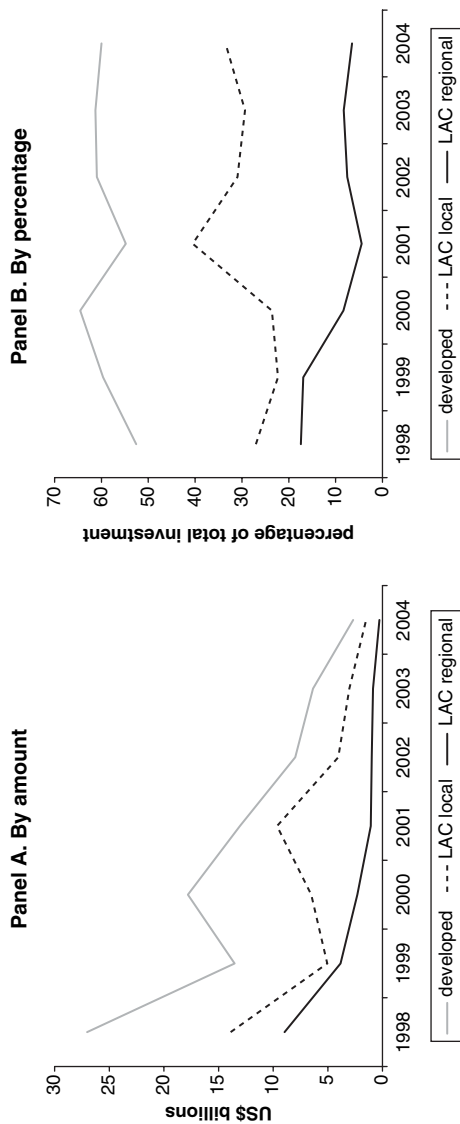 Panel A. By amount
US$ billions
30
25
20
15
10
5
0
1998 1999 2000 2001 2002 2003 2004
developed LAC local LAC regional
Panel B. By percentage
percentage of total investment
70
60
50
40
30
20
10
0
1998 1999 2000 2001 2002 2003 2004
developed LAC local LAC regional